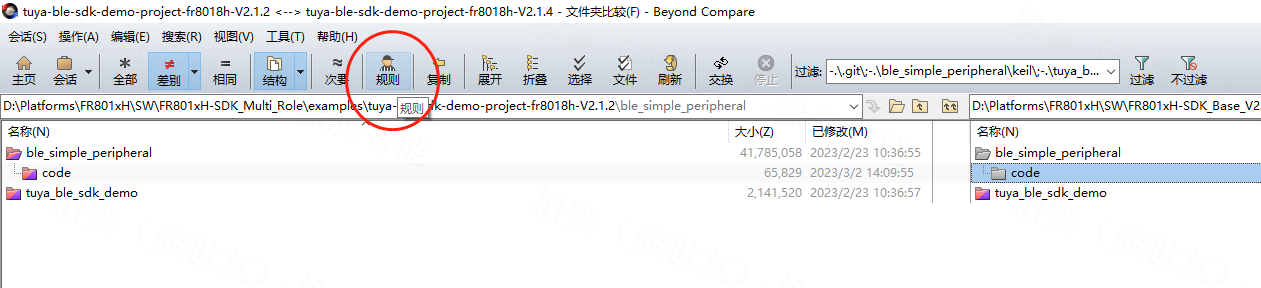 tuya-ble-sdk-demo-project-fr8018h-V2.1.2 <--> tuya-ble-sdk-demo-project-fr8018h-V2.1.4 - 文件夹比较(F) - Beyond Compare
会话(S) 操作(A) 编辑(E) 搜索(R) 视图(V) 工具(T) 帮助(H)
主页 会话 全部 差别 相同 结构 次要 规则 复制 展开 折叠 选择 文件 刷新 交换 停止 过滤: -.\.git\;-.\ble_simple_peripheral\keil\;-.\tuya_b... 过滤 不过滤
D:\Platforms\FR801xH\SW\FR801xH-SDK_Multi_Role\examples\tuya- sdk-demo-project-fr8018h-V2.1.2\ble_simple_peripheral D:\Platforms\FR801xH\SW\FR801xH-SDK_Base_V2
规则
名称(N) 大小(Z) 已修改(M) 名称(N)
ble_simple_peripheral 41,785,058 2023/2/23 10:36:55 ble_simple_peripheral
code 65,829 2023/3/2 14:09:55 code
tuya_ble_sdk_demo 2,141,520 2023/2/23 10:36:57 tuya_ble_sdk_demo